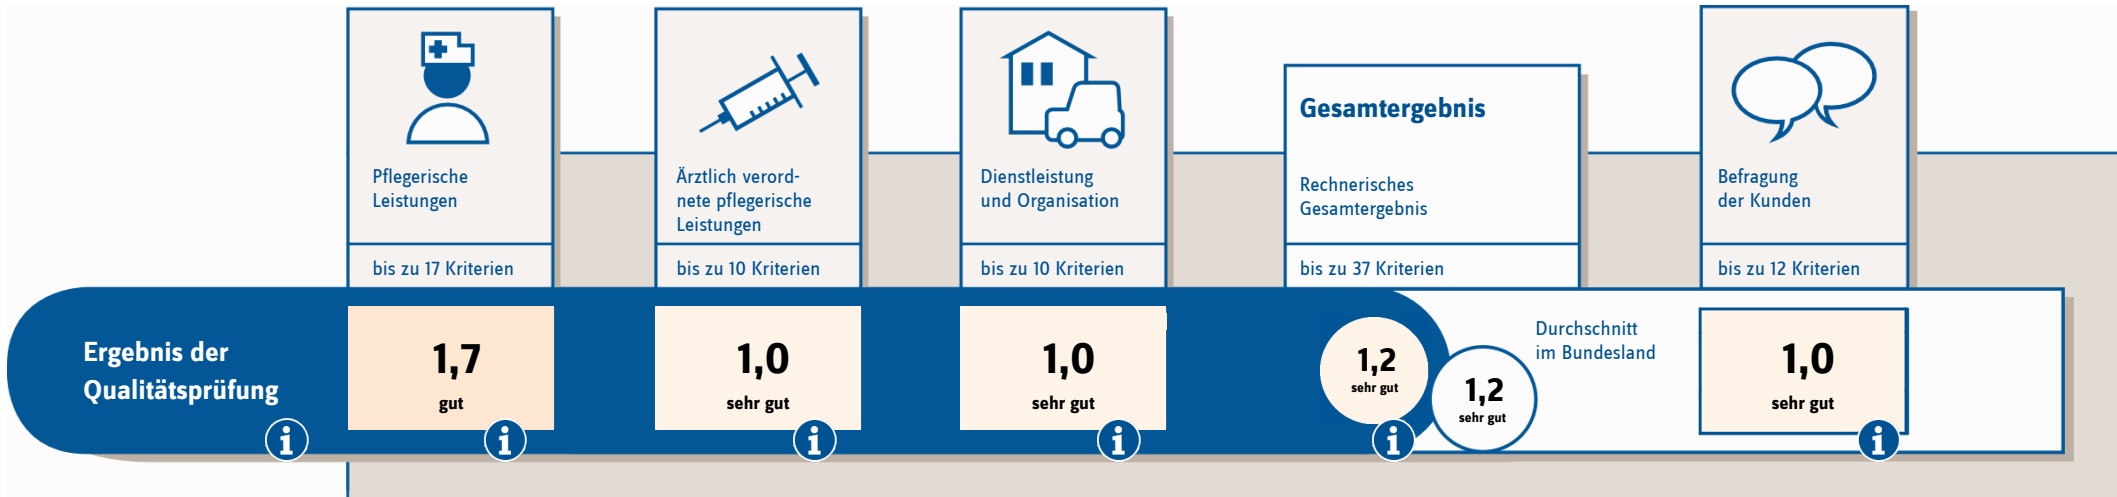 Pflegerische
Leistungen
bis zu 17 Kriterien
Ärztlich verord-
nete pflegerische
Leistungen
bis zu 10 Kriterien
Dienstleistung
und Organisation
bis zu 10 Kriterien
Gesamtergebnis
Rechnerisches
Gesamtergebnis
bis zu 37 Kriterien
Befragung
der Kunden
bis zu 12 Kriterien
Ergebnis der
Qualitätsprüfung
i
1,7
gut
i
1,0
sehr gut
i
1,0
sehr gut
i
1,2
sehr gut
i
1,2
sehr gut
Durchschnitt
im Bundesland
1,0
sehr gut
i